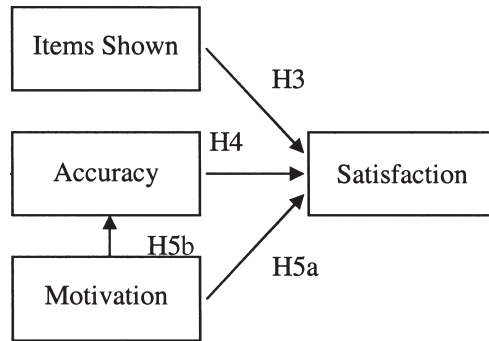 Items Shown
H3
H4
Accuracy
Satisfaction
H5b
H5a
Motivation